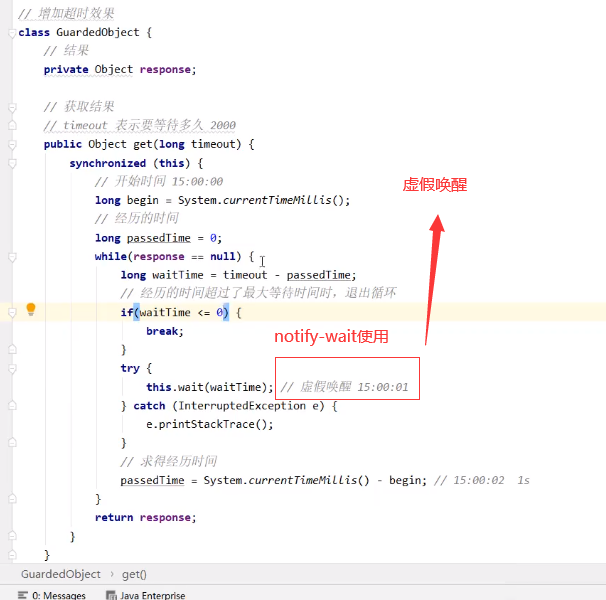 // 增加超时效果
class GuardedObject {
// 结果
private Object response;
// 获取结果
// timeout 表示要等待多久 2000
public Object get(long timeout) {
synchronized (this) {
// 开始时间 15:00:00
虚假唤醒
long begin = System.currentTimeMillis();
// 经历的时间
long passedTime = 0;
while(response == null) {
long waitTime = timeout - passedTime;
// 经历的时间超过了最大等待时间时，退出循环
if(waitTime <= 0) {
break;
notify-wait使用
}
try {
this.wait(waitTime); // 虚假唤醒 15:00:01
} catch (InterruptedException e) {
e.printStackTrace();
}
// 求得经历时间
passedTime = System.currentTimeMillis() - begin; // 15:00:02 1s
}
return response;
}
}
GuardedObject › get()
0: Messages Java Enterprise